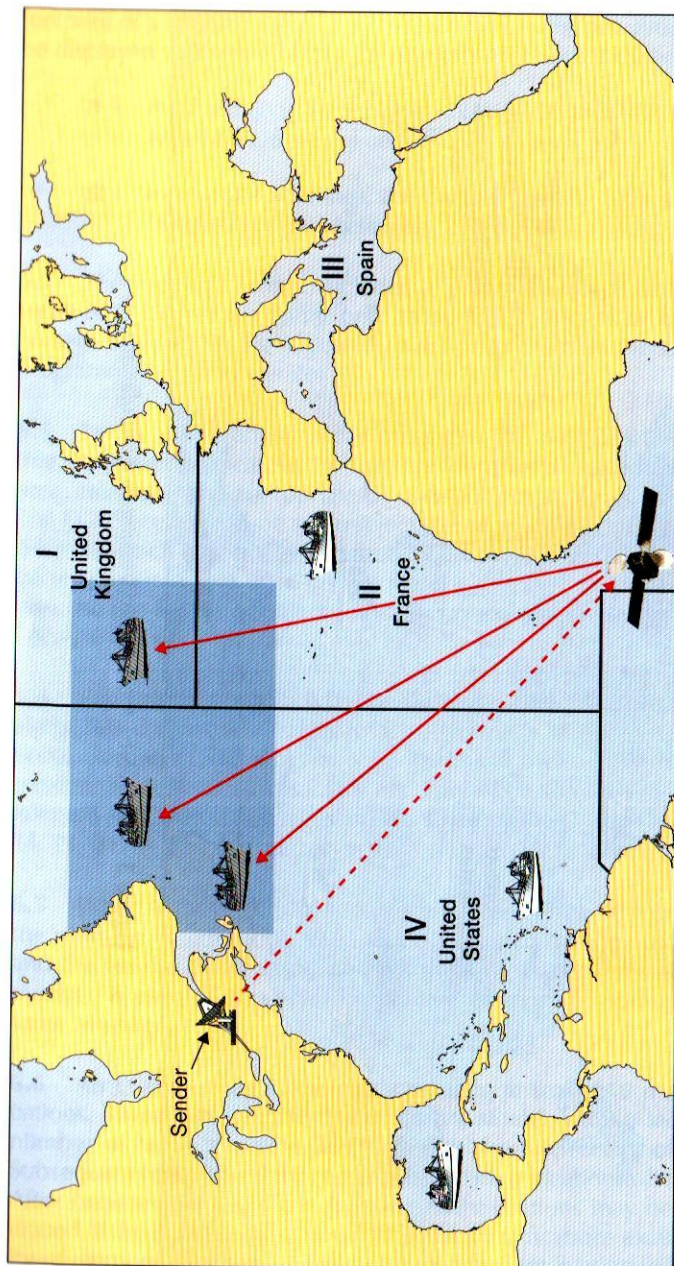 I
United
Kingdom
II
France
III
Spain
IV
United
States
Sender